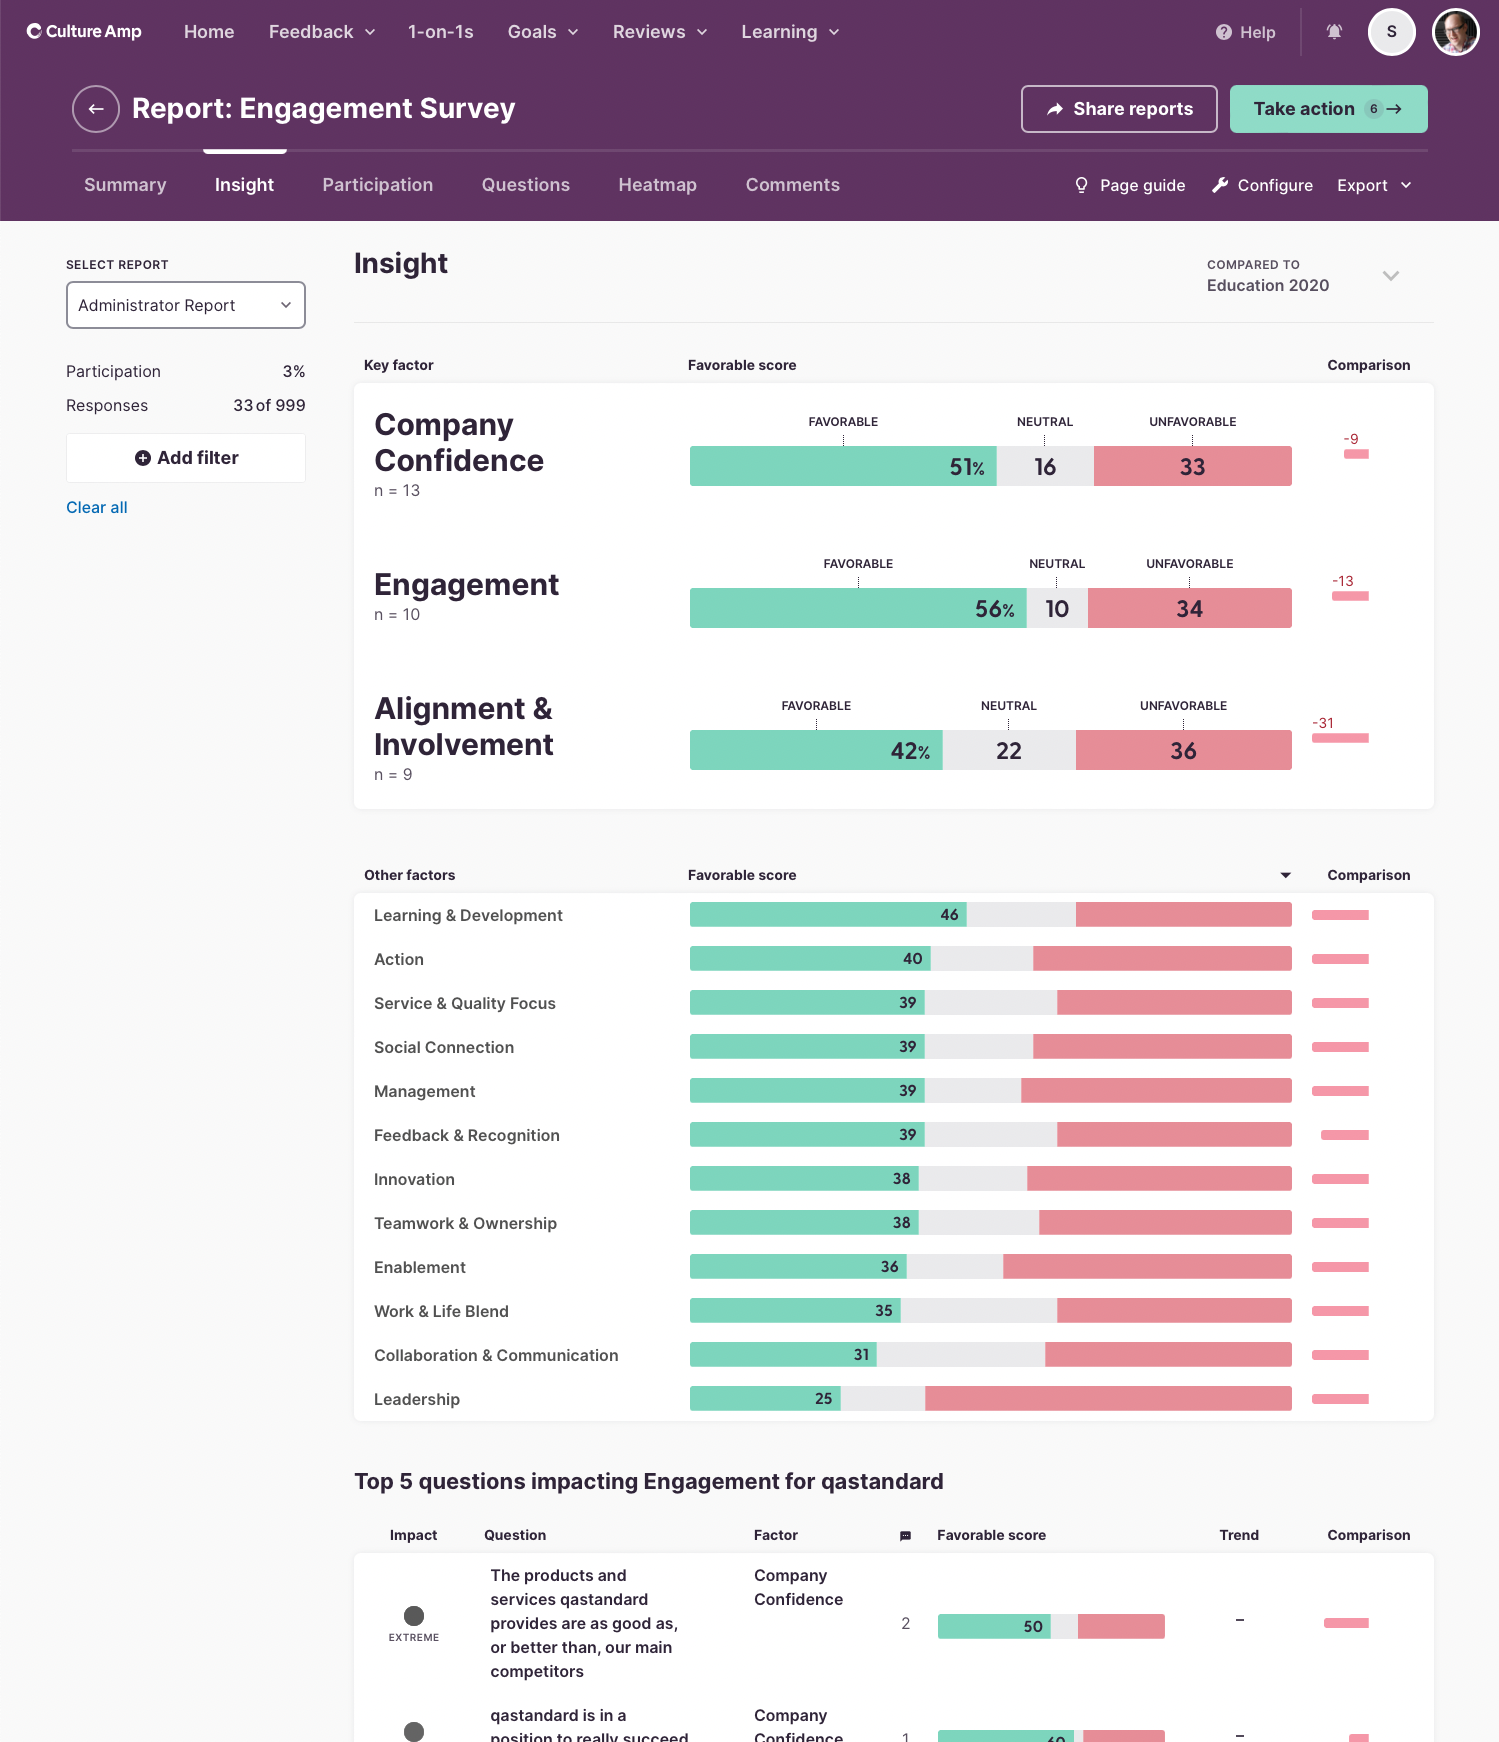 Culture Amp
Home
Feedback
1-on-1s
Goals
Reviews
Learning
Help
S
Report: Engagement Survey
Share reports
Take action 6
Summary
Insight
Participation
Questions
Heatmap
Comments
Page guide
Configure
Export
SELECT REPORT
Administrator Report
Participation 3%
Responses 33 of 999
Add filter
Clear all
Insight
COMPARED TO
Education 2020
Key factor Favorable score Comparison
Company
Confidence
n = 13
FAVORABLE NEUTRAL UNFAVORABLE
51% 16 33
-9
Engagement
n = 10
FAVORABLE NEUTRAL UNFAVORABLE
56% 10 34
-13
Alignment &
Involvement
n = 9
FAVORABLE NEUTRAL UNFAVORABLE
42% 22 36
-31
Other factors Favorable score Comparison
Learning & Development 46
Action 40
Service & Quality Focus 39
Social Connection 39
Management 39
Feedback & Recognition 39
Innovation 38
Teamwork & Ownership 38
Enablement 36
Work & Life Blend 35
Collaboration & Communication 31
Leadership 25
Top 5 questions impacting Engagement for qastandard
Impact Question Factor Favorable score Trend Comparison
EXTREME
The products and
services qastandard
provides are as good as,
or better than, our main
competitors
Company
Confidence
2
50
–
qastandard is in a
position to really succeed
Company
Confidence
1
60
–